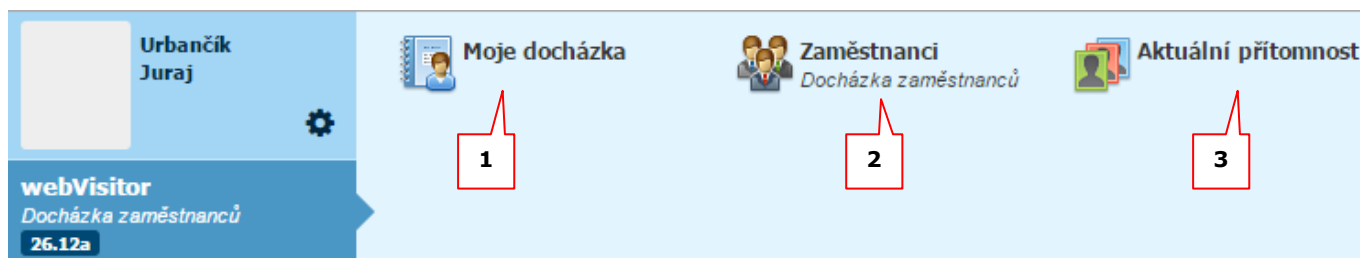 Urbančík
Juraj
webVisitor
Docházka zaměstnanců
26.12a
Moje docházka
1
Zaměstnanci
Docházka zaměstnanců
2
Aktuální přítomnost
3